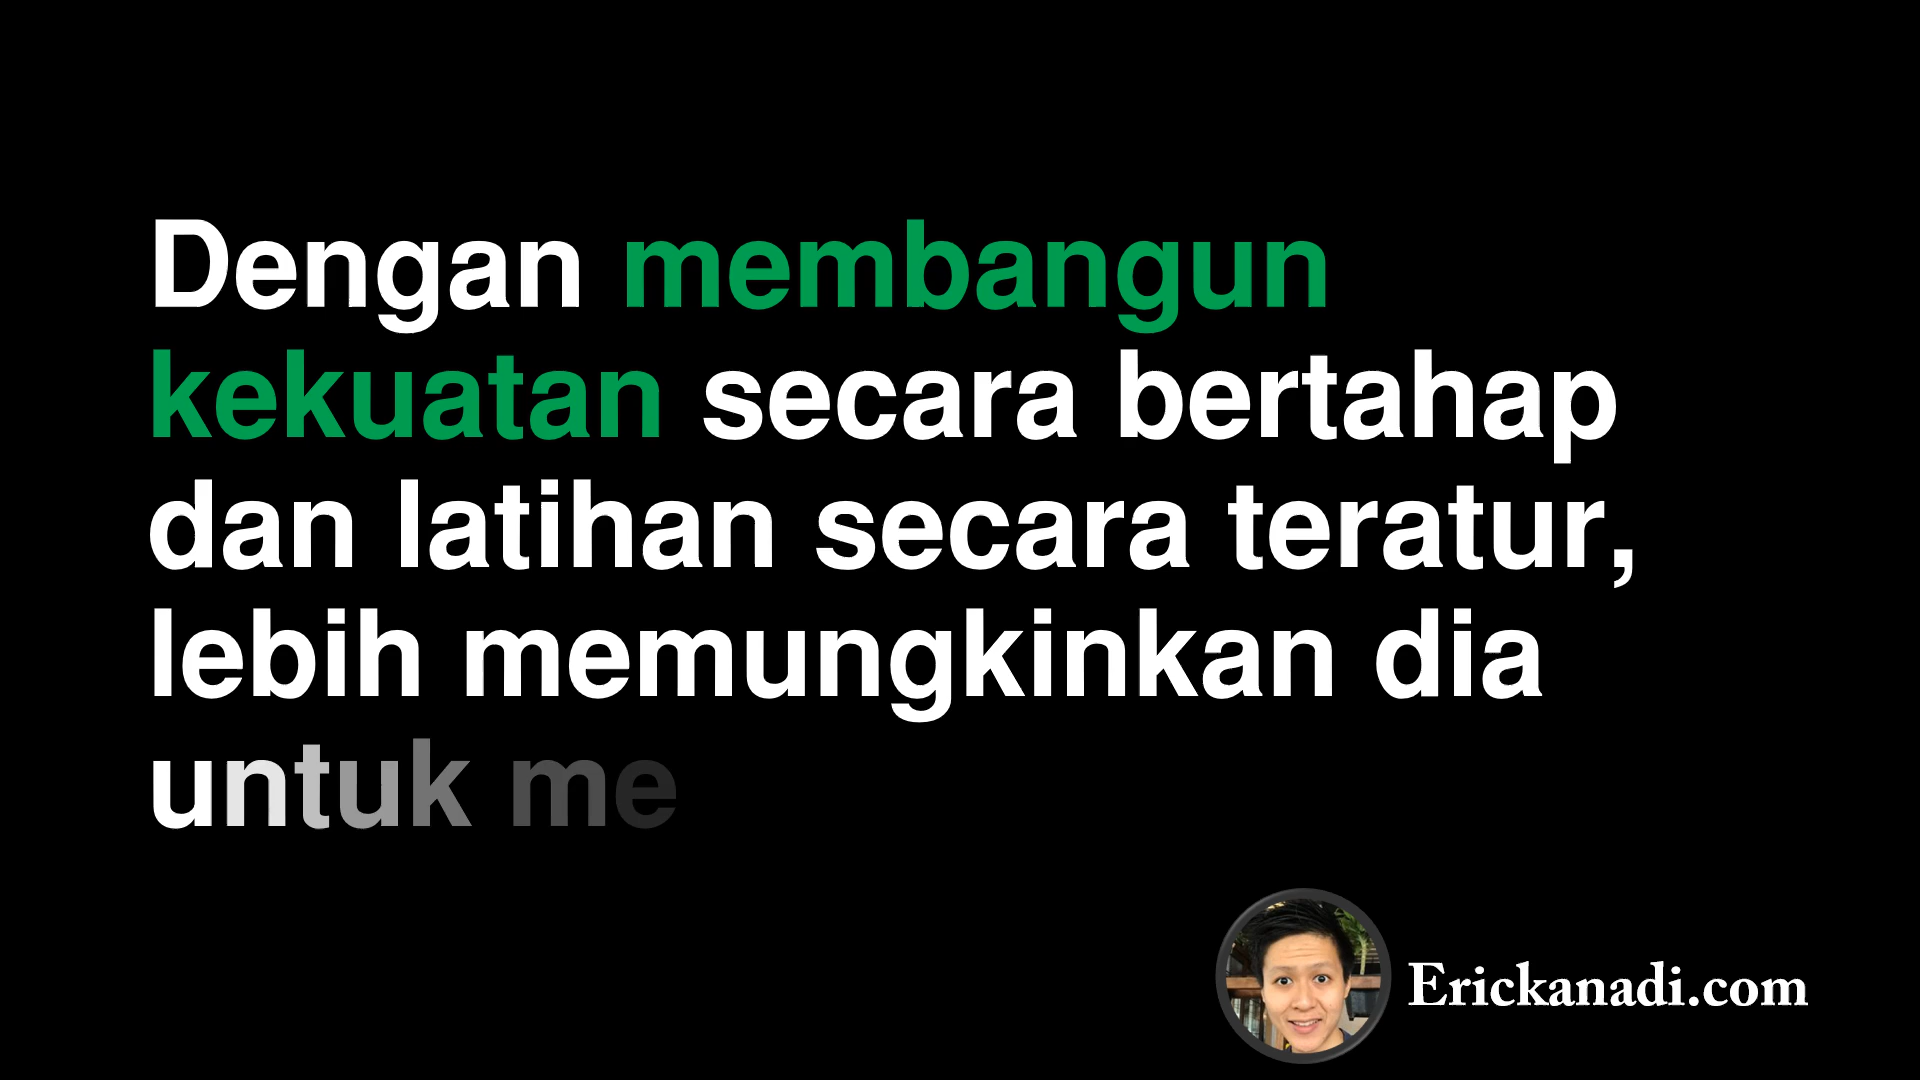 Dengan membangun
kekuatan secara bertahap
dan latihan secara teratur,
lebih memungkinkan dia
untuk me
Erickanadi.com